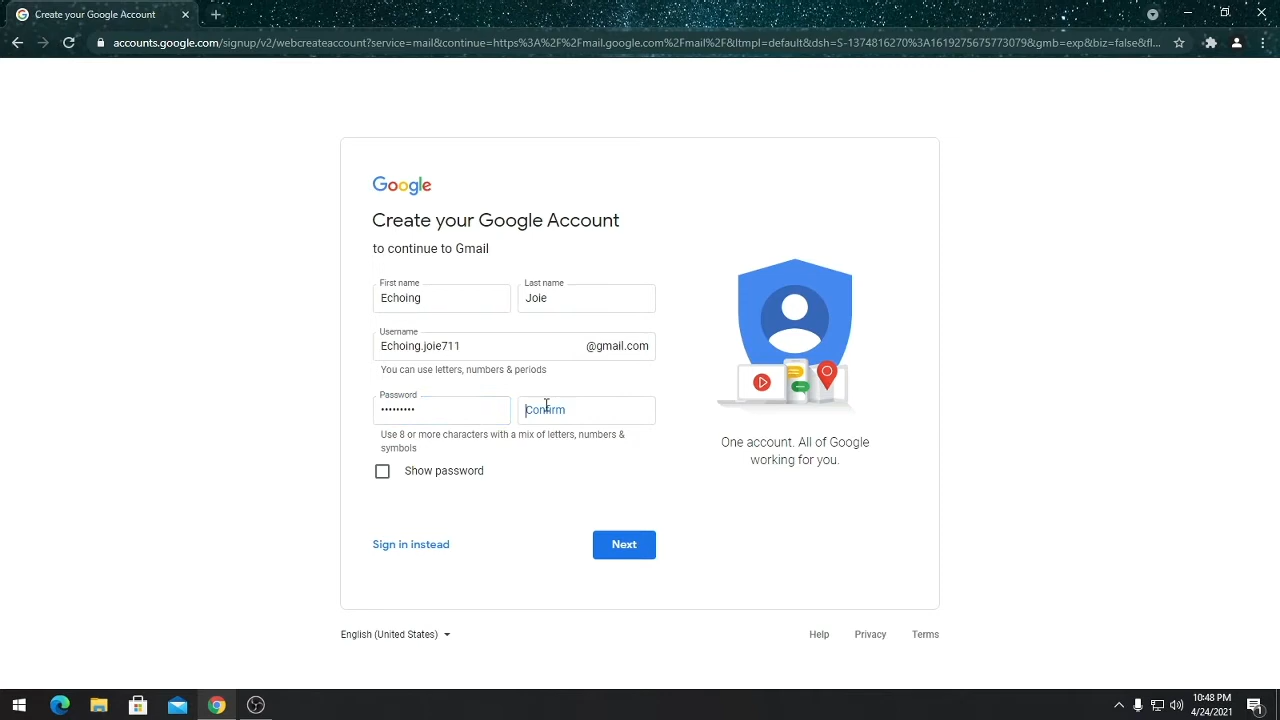 Create your Google Account
accounts.google.com/signup/v2/webcreateaccount?service=mail&continue=https%3A%2F%2Fmail.google.com%2Fmail%2F&ltmpl=default&dsh=S-1374816270%3A1619275675773079&gmb=exp&biz=false&fl...
Google
Create your Google Account
to continue to Gmail
First name
Echoing
Last name
Joie
Username
Echoing.joie711
@gmail.com
You can use letters, numbers & periods
Password
•••••••••
Confirm
Use 8 or more characters with a mix of letters, numbers &
symbols
Show password
Sign in instead
Next
One account. All of Google
working for you.
English (United States)
Help
Privacy
Terms
10:48 PM
4/24/2021
1